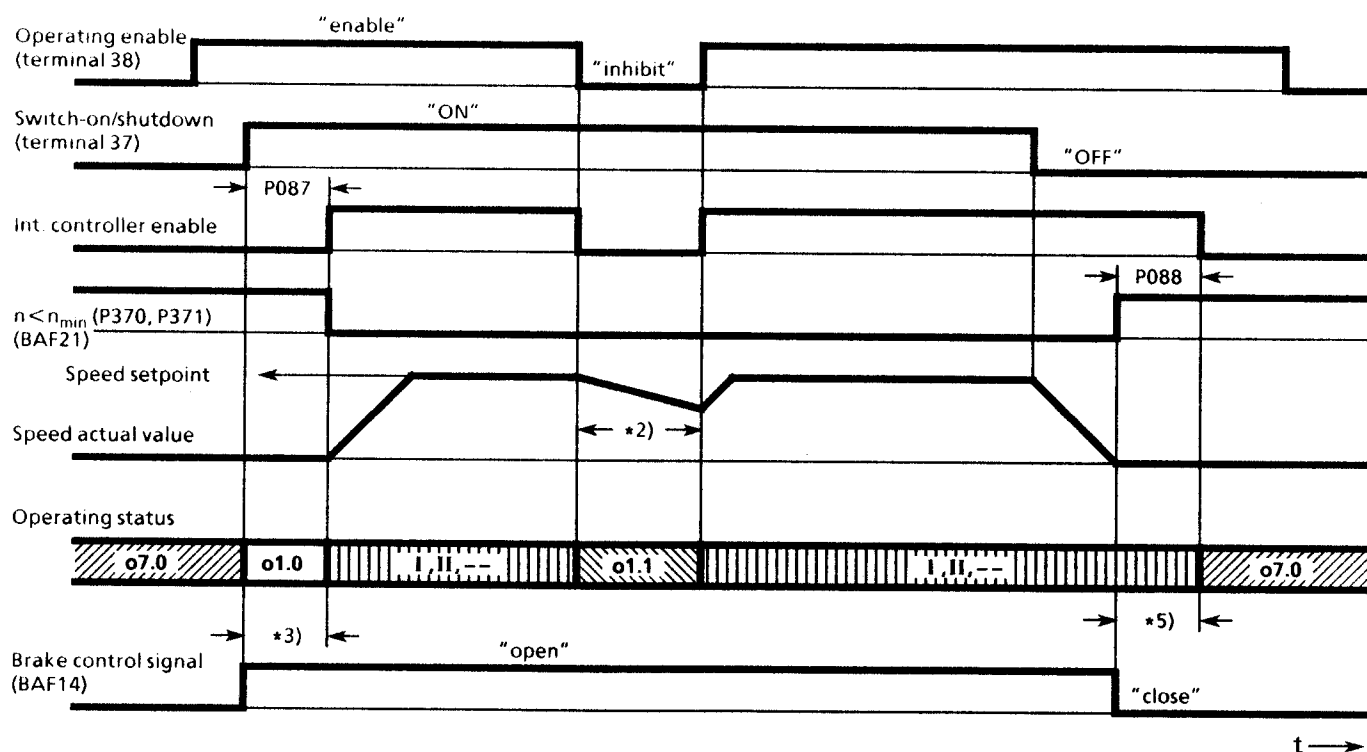 "enable"
Operating enable
(terminal 38)
"inhibit"
Switch-on/shutdown
(terminal 37)
"ON"
"OFF"
P087
Int. controller enable
P088
n<nmin (P370, P371)
(BAF21)
Speed setpoint
*2)
Speed actual value
Operating status
o7.0 o1.0 I,II,-- o1.1 I,II,-- o7.0
*3) *5)
Brake control signal
(BAF14)
"open"
"close"
t